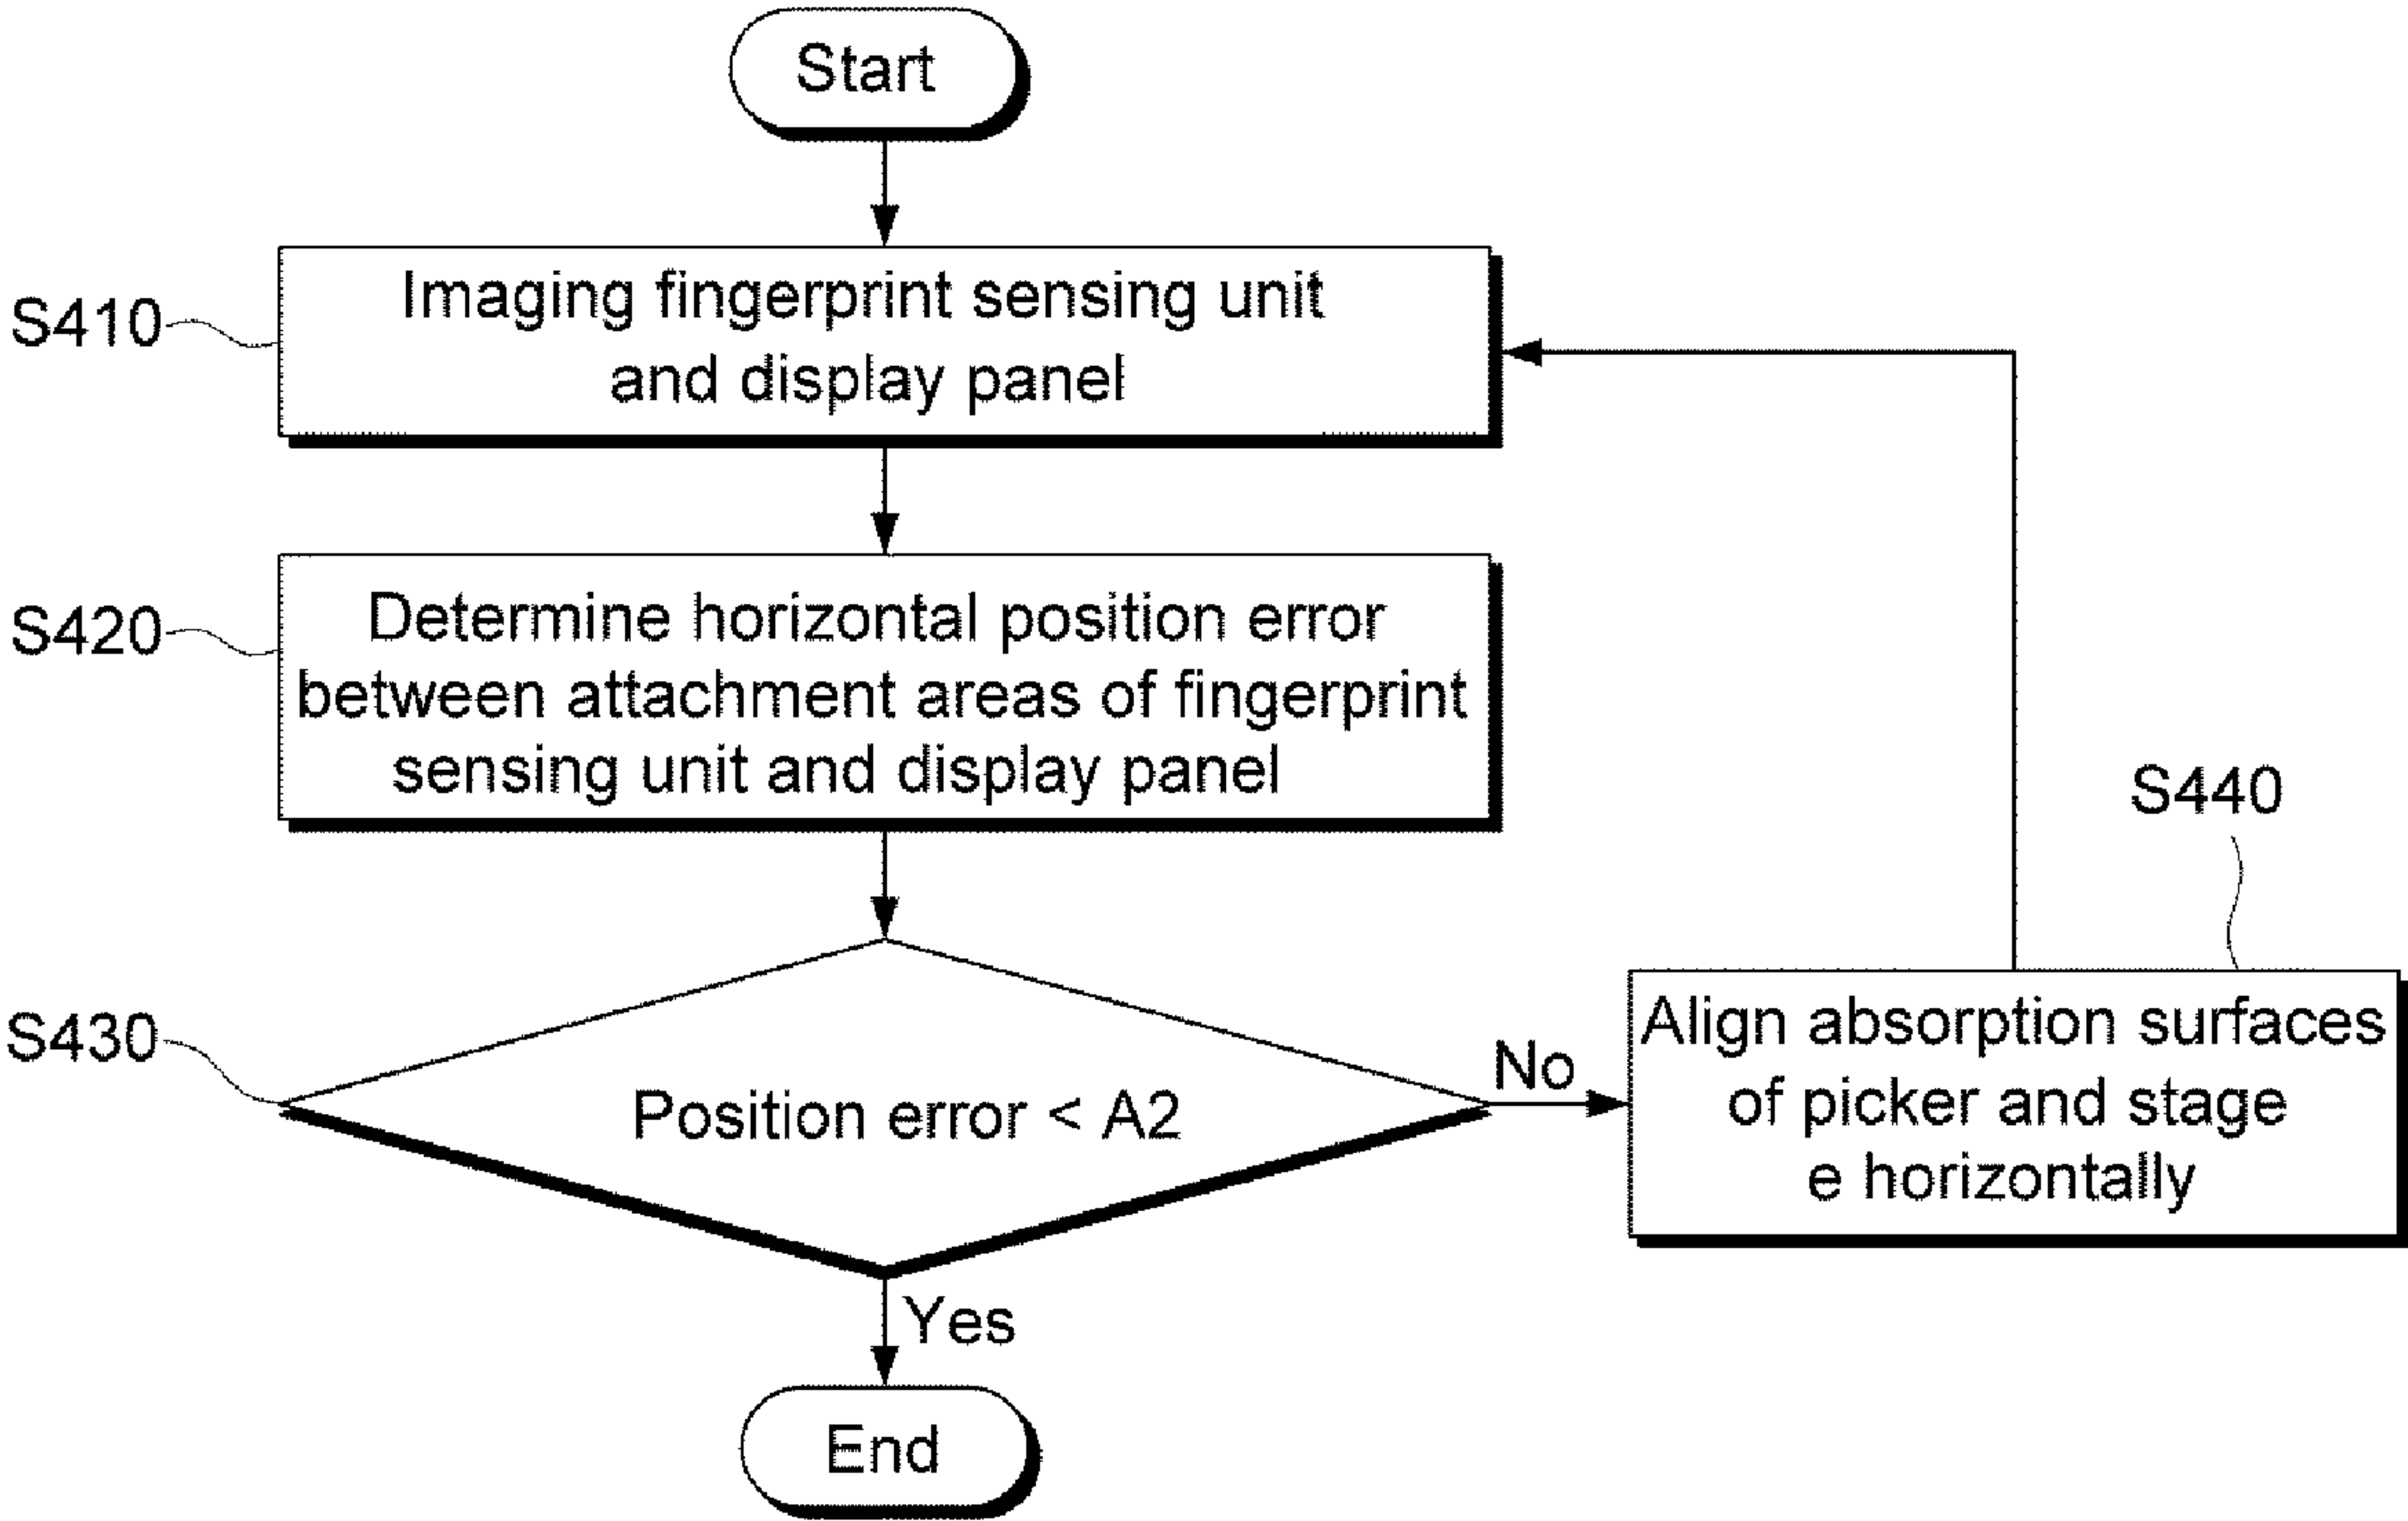 Start
S410
Imaging fingerprint sensing unit
and display panel
S420
Determine horizontal position error
between attachment areas of fingerprint
sensing unit and display panel
S430
Position error < A2
No
S440
Align absorption surfaces
of picker and stage
e horizontally
Yes
End